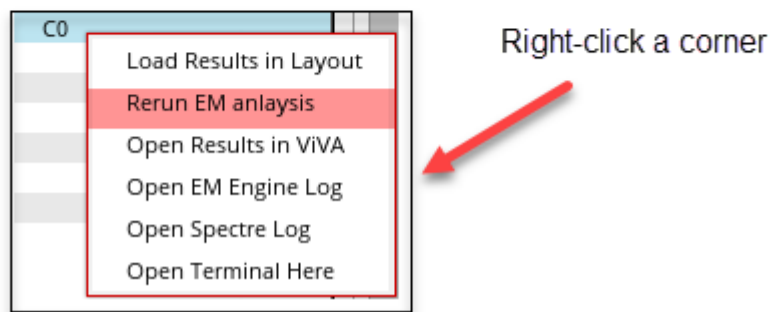 C0
Right-click a corner
Load Results in Layout
Rerun EM anlaysis
Open Results in ViVA
Open EM Engine Log
Open Spectre Log
Open Terminal Here